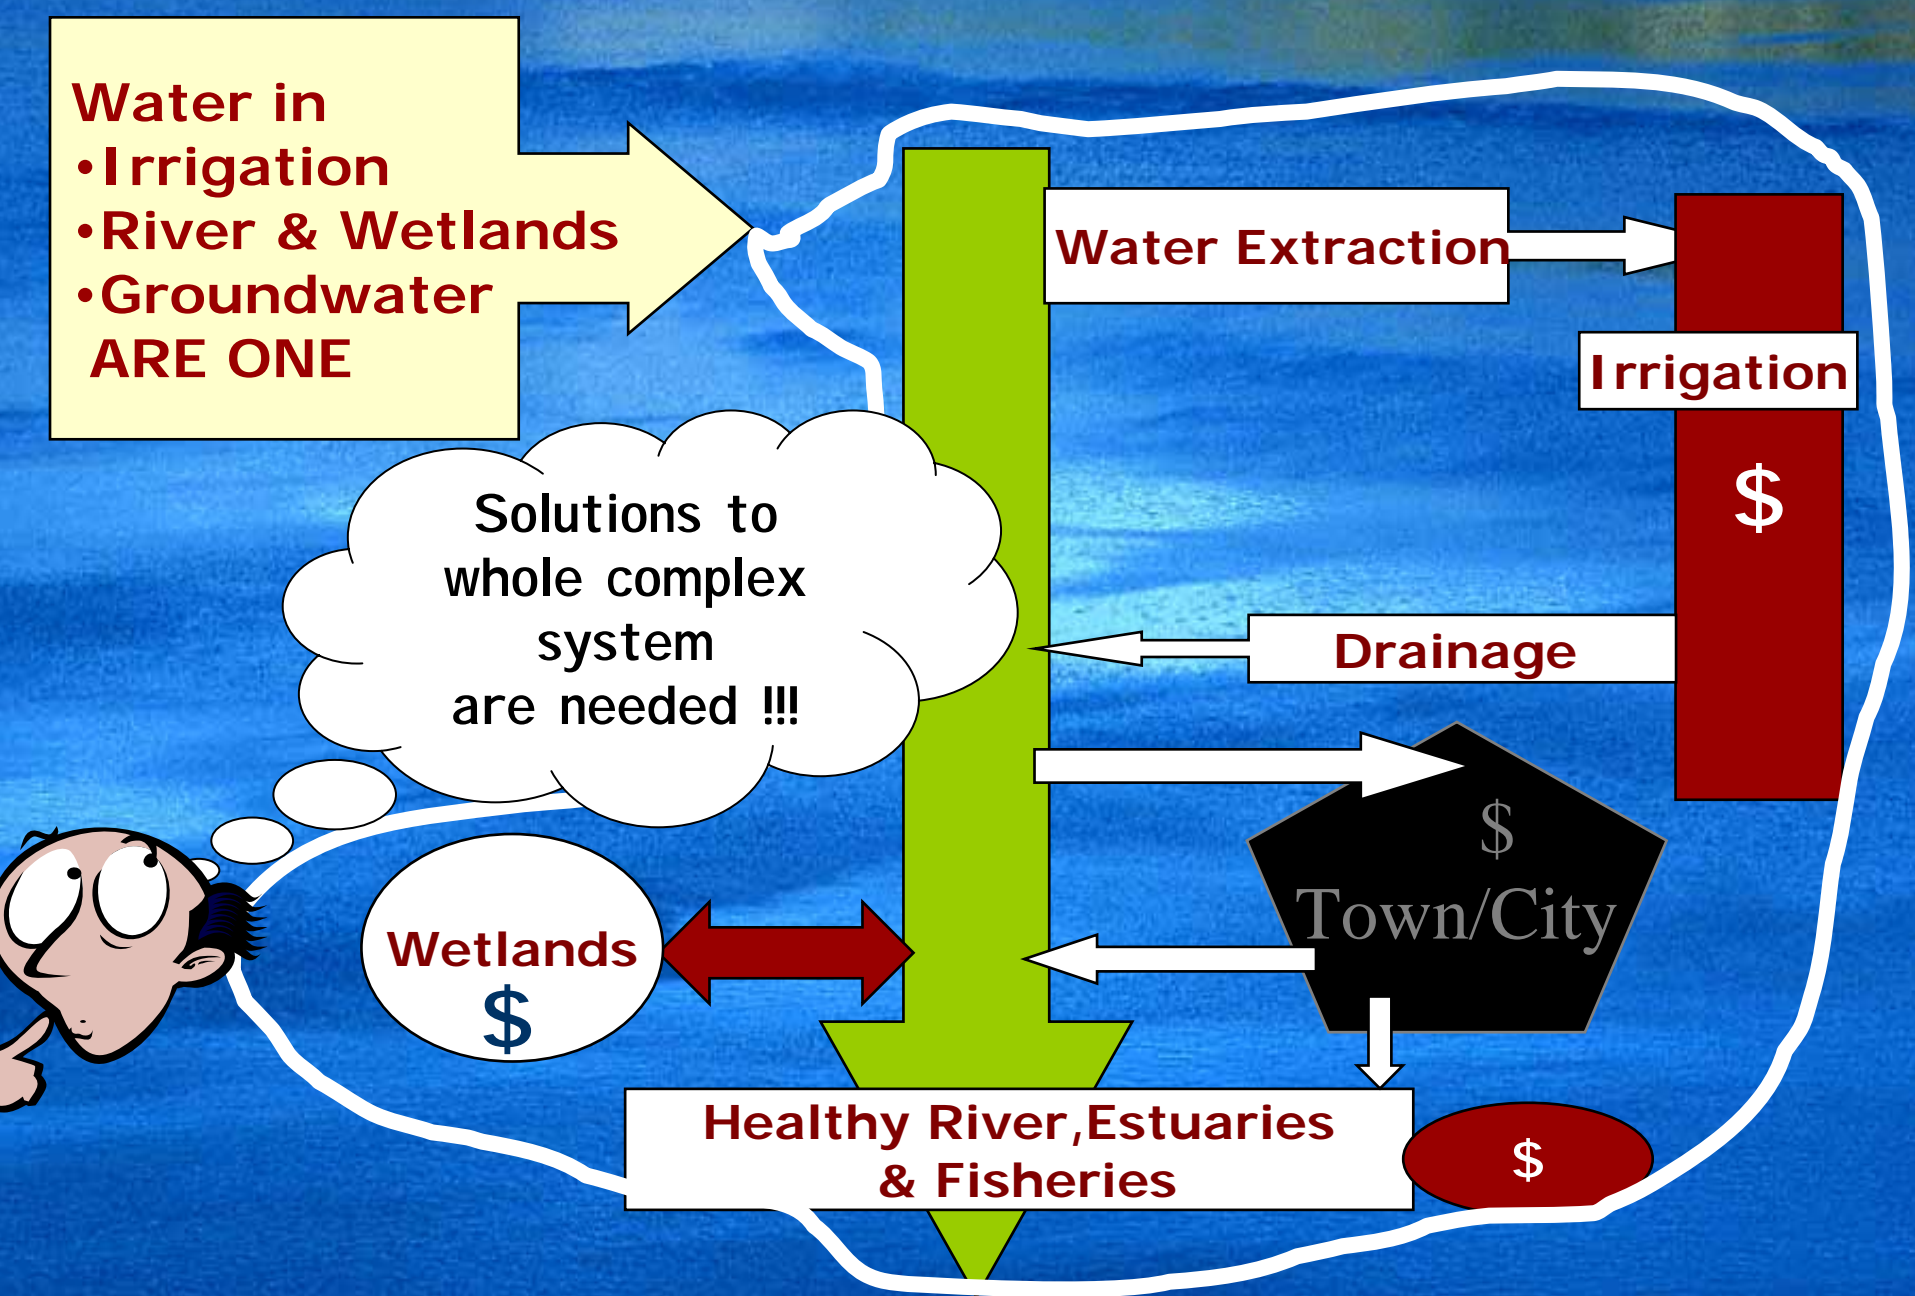 Water in
•Irrigation
•River & Wetlands
•Groundwater
ARE ONE
Water Extraction
Irrigation
$
Solutions to
whole complex
system
are needed !!!
Drainage
$
Town/City
Wetlands
$
Healthy River,Estuaries
& Fisheries
$